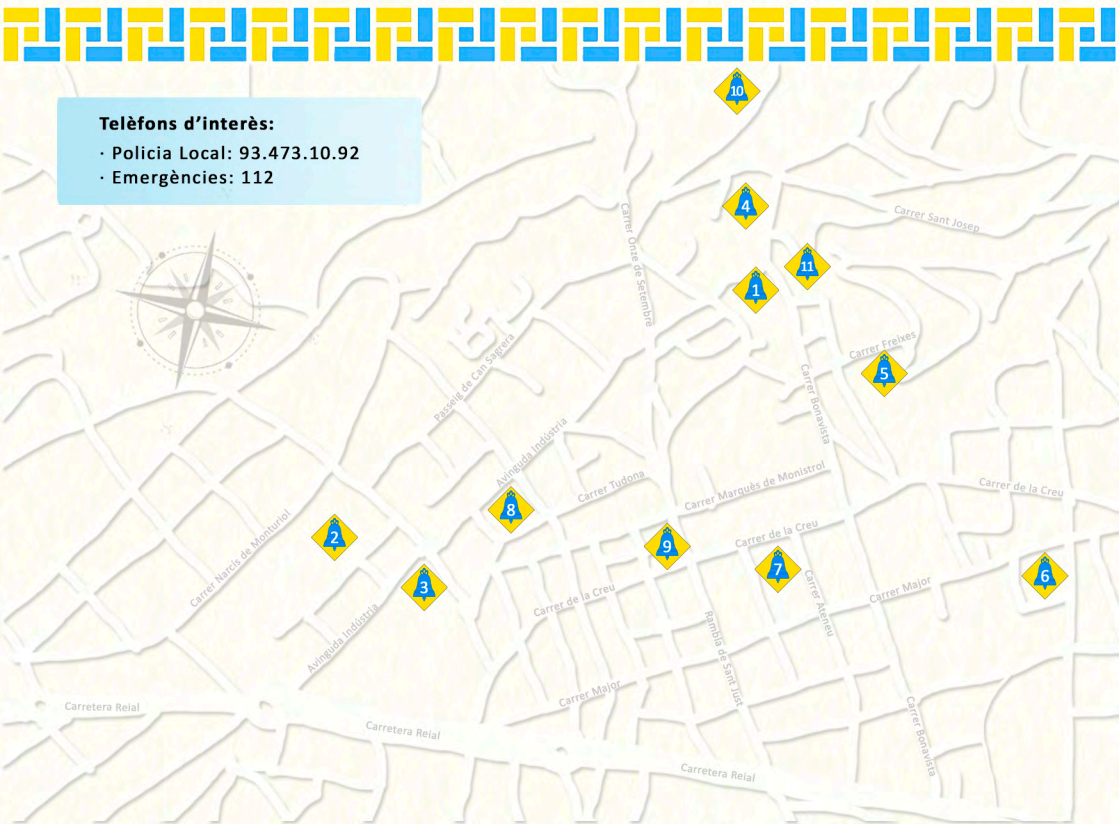 10
Telèfons d'interès:
· Policia Local: 93.473.10.92
· Emergències: 112
4
Carrer Onze de Setembre
Carrer Sant Josep
11
1
Carrer Freixes
5
Passeig de Can Sagrera
Carrer Bonavista
Avinguda Indústria
Carrer Tudona
Carrer Marquès de Monistrol
Carrer de la Creu
8
Carrer Narcís de Monturiol
2
9
Carrer de la Creu
7
6
3
Carrer de la Creu
Carrer Ateneu
Carrer Major
Avinguda Indústria
Rambla de Sant Just
Carrer Major
Carretera Reial
Carretera Reial
Carrer Bonavista
Carretera Reial